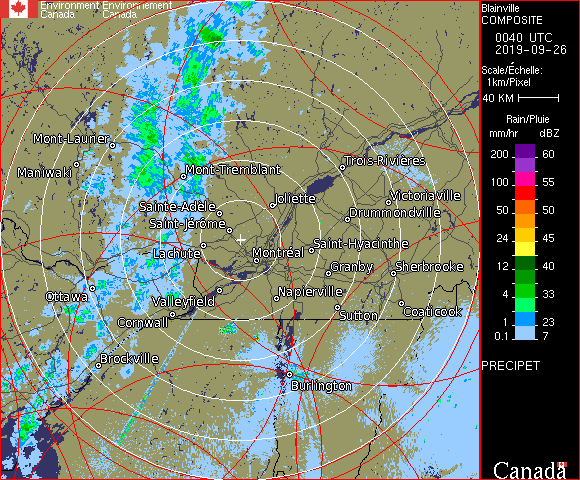 Environment Environnement
Canada Canada
Blainville
COMPOSITE
0040 UTC
2019-09-26
Scale/Échelle:
1km/Pixel
40 KM
Rain/Pluie
mm/hr dBZ
200 60
150 57
100 55
50 50
24 45
12 40
4 33
1 23
0.1 7
PRECIPET
Canada
Mont-Laurier
Maniwaki
Mont-Tremblant
Trois-Rivières
Joliette
Victoriaville
Sainte-Adèle
Drummondville
Saint-Jérôme
Lachute
Saint-Hyacinthe
Montréal
Granby
Sherbrooke
Ottawa
Valleyfield
Napierville
Coaticook
Cornwall
Sutton
Brockville
Burlington